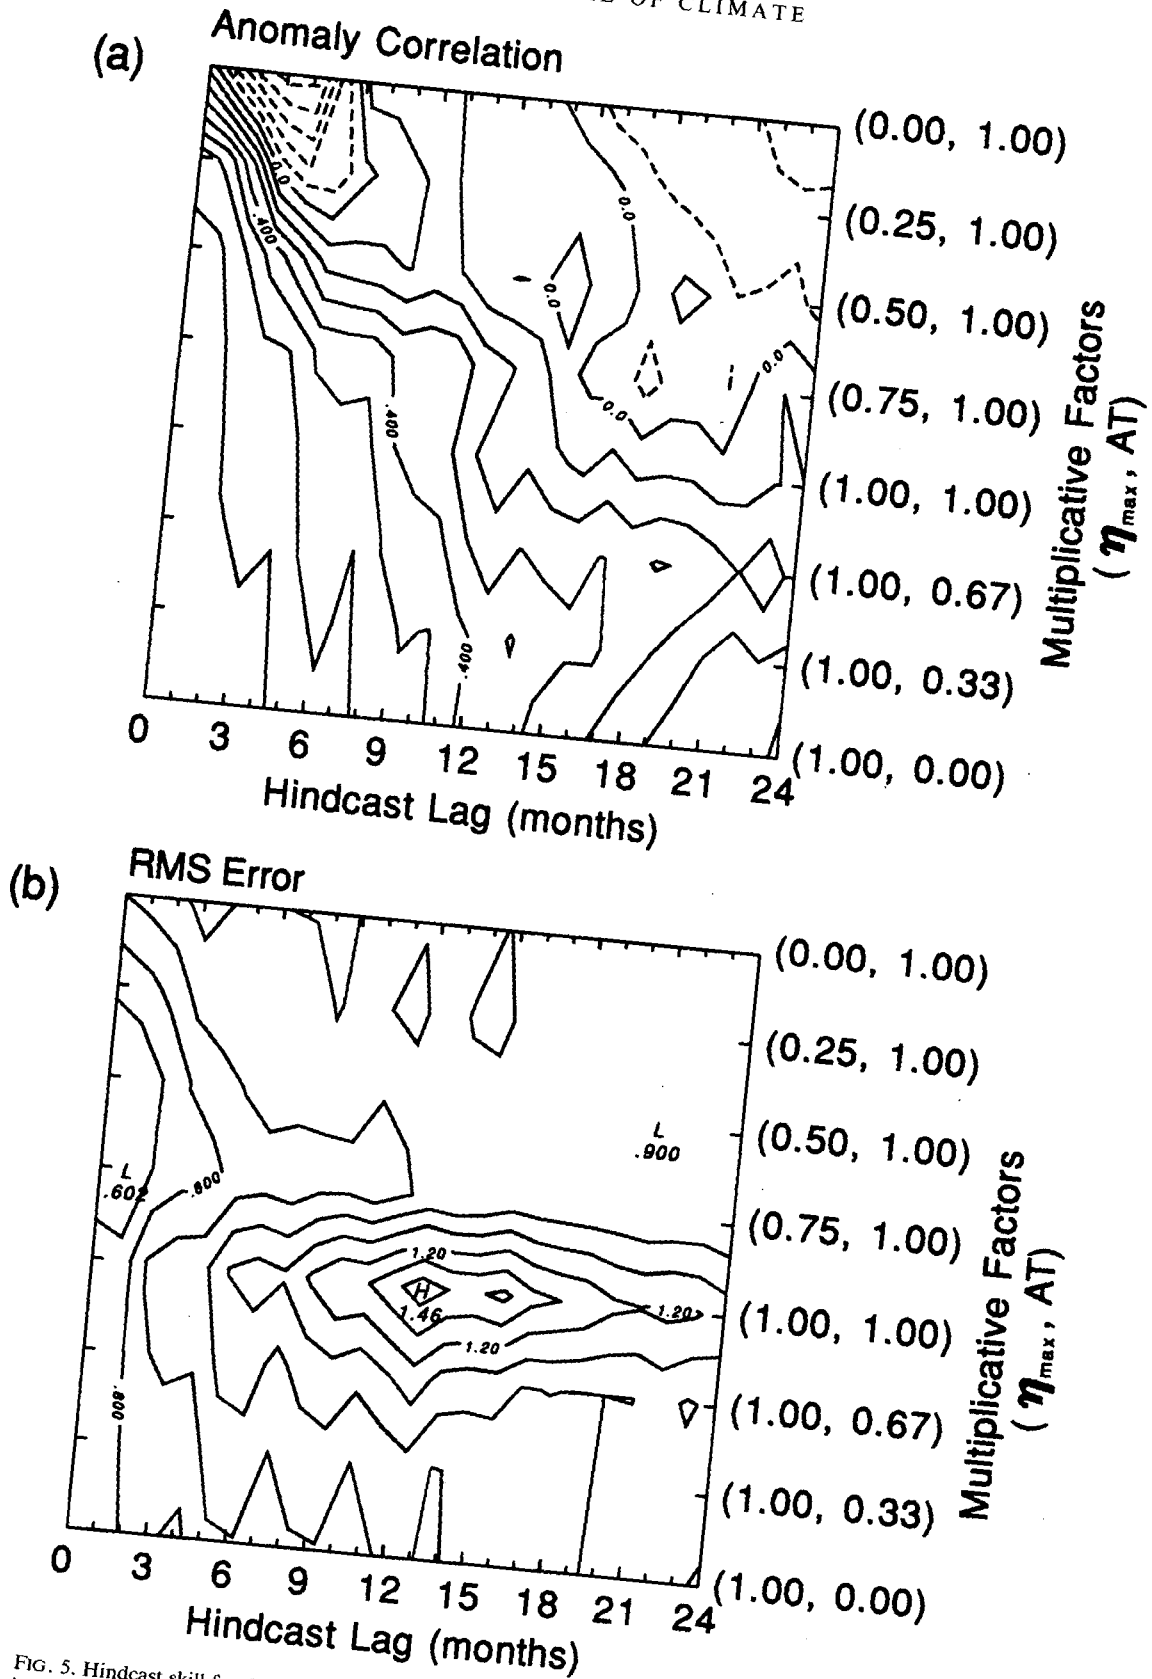 OF CLIMATE
(a)
Anomaly Correlation
0.0
.400
0.0
0.0
0.0
0.0
.400
.400
(0.00, 1.00)
(0.25, 1.00)
(0.50, 1.00)
(0.75, 1.00)
(1.00, 1.00)
(1.00, 0.67)
(1.00, 0.33)
(1.00, 0.00)
Multiplicative Factors
(ηmax, AT)
0 3 6 9 12 15 18 21 24
Hindcast Lag (months)
(b)
RMS Error
L
.602
.800
L
.900
1.20
H
1.46
1.20
1.20
.800
(0.00, 1.00)
(0.25, 1.00)
(0.50, 1.00)
(0.75, 1.00)
(1.00, 1.00)
(1.00, 0.67)
(1.00, 0.33)
(1.00, 0.00)
Multiplicative Factors
(ηmax, AT)
0 3 6 9 12 15 18 21 24
Hindcast Lag (months)
FIG. 5. Hindcast skill